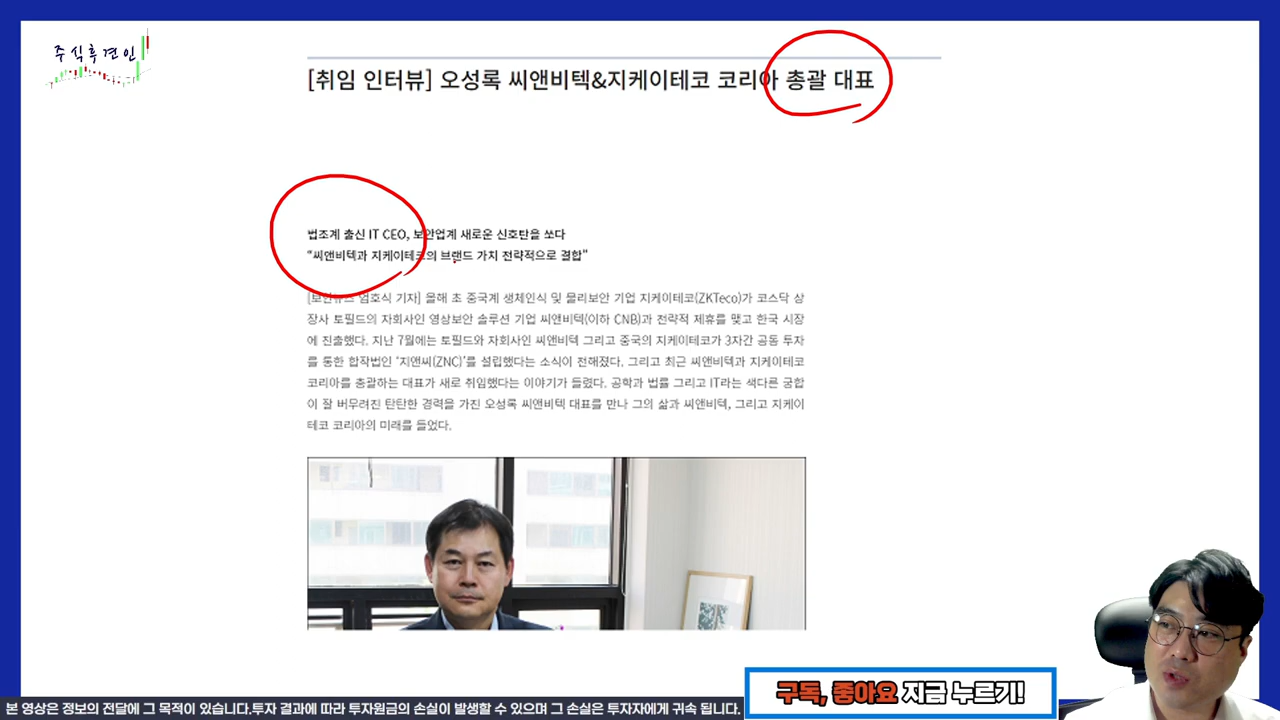 주식후견인
[취임 인터뷰] 오성록 씨앤비텍&지케이테코 코리아 총괄 대표
법조계 출신 IT CEO, 보안업계 새로운 신호탄을 쏘다
“씨앤비텍과 지케이테코의 브랜드 가치 전략적으로 결합”
[보안뉴스 엄호식 기자] 올해 초 중국계 생체인식 및 물리보안 기업 지케이테코(ZKTeco)가 코스닥 상
장사 토필드의 자회사인 영상보안 솔루션 기업 씨앤비텍(이하 CNB)과 전략적 제휴를 맺고 한국 시장
에 진출했다. 지난 7월에는 토필드와 자회사인 씨앤비텍 그리고 중국의 지케이테코가 3자간 공동 투자
를 통한 합작법인 ‘지앤씨(ZNC)’를 설립했다는 소식이 전해졌다. 그리고 최근 씨앤비텍과 지케이테코
코리아를 총괄하는 대표가 새로 취임했다는 이야기가 들렸다. 공학과 법률 그리고 IT라는 색다른 궁합
이 잘 버무려진 탄탄한 경력을 가진 오성록 씨앤비텍 대표를 만나 그의 삶과 씨앤비텍, 그리고 지케이
테코 코리아의 미래를 들었다.
구독, 좋아요 지금 누르기!
본 영상은 정보의 전달에 그 목적이 있습니다.투자 결과에 따라 투자원금의 손실이 발생할 수 있으며 그 손실은 투자자에게 귀속 됩니다.